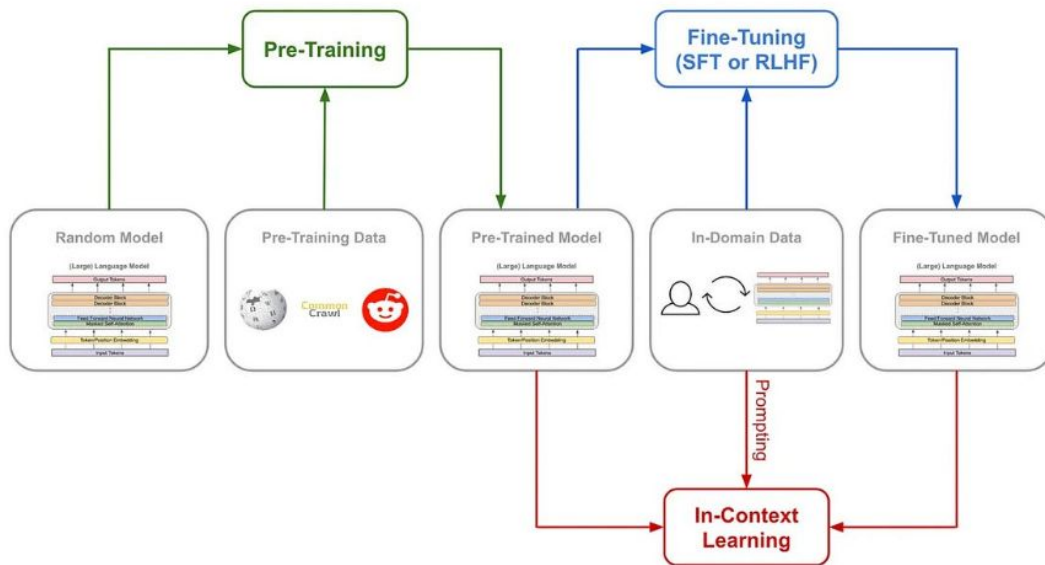 Pre-Training
Fine-Tuning
(SFT or RLHF)
Random Model
(Large) Language Model
Output Tokens
Decoder Block
Decoder Block
Feed-Forward Neural Network
Masked Self-Attention
Token/Position Embedding
Input Tokens
Pre-Training Data
Common
Crawl
Pre-Trained Model
(Large) Language Model
Output Tokens
Decoder Block
Decoder Block
Feed-Forward Neural Network
Masked Self-Attention
Token/Position Embedding
Input Tokens
In-Domain Data
Fine-Tuned Model
(Large) Language Model
Output Tokens
Decoder Block
Decoder Block
Feed-Forward Neural Network
Masked Self-Attention
Token/Position Embedding
Input Tokens
Prompting
In-Context
Learning